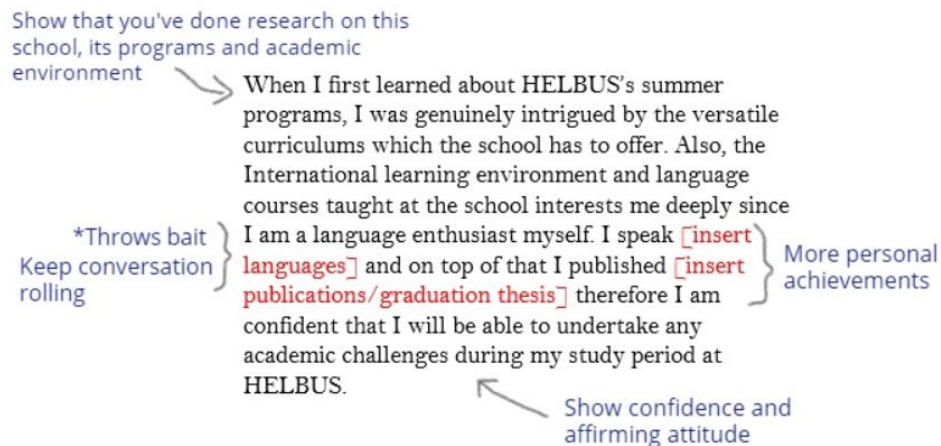 Show that you've done research on this
school, its programs and academic
environment
When I first learned about HELBUS's summer
programs, I was genuinely intrigued by the versatile
curriculums which the school has to offer. Also, the
International learning environment and language
courses taught at the school interests me deeply since
I am a language enthusiast myself. I speak [insert
languages] and on top of that I published [insert
publications/graduation thesis] therefore I am
confident that I will be able to undertake any
academic challenges during my study period at
HELBUS.
*Throws bait
Keep conversation
rolling
More personal
achievements
Show confidence and
affirming attitude